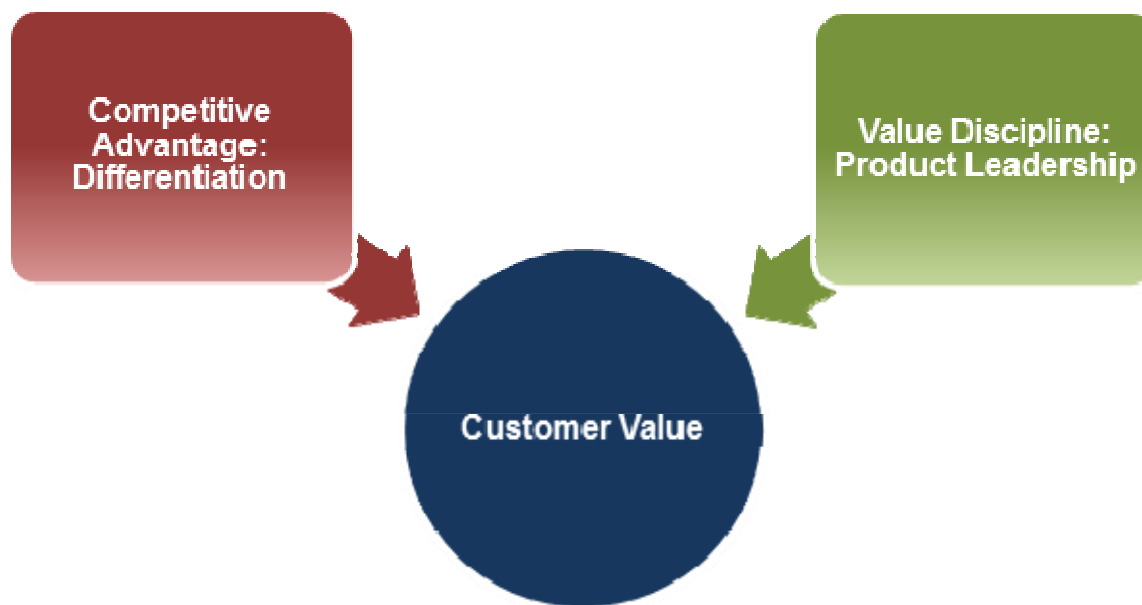 Competitive
Advantage:
Differentiation
Value Discipline:
Product Leadership
Customer Value